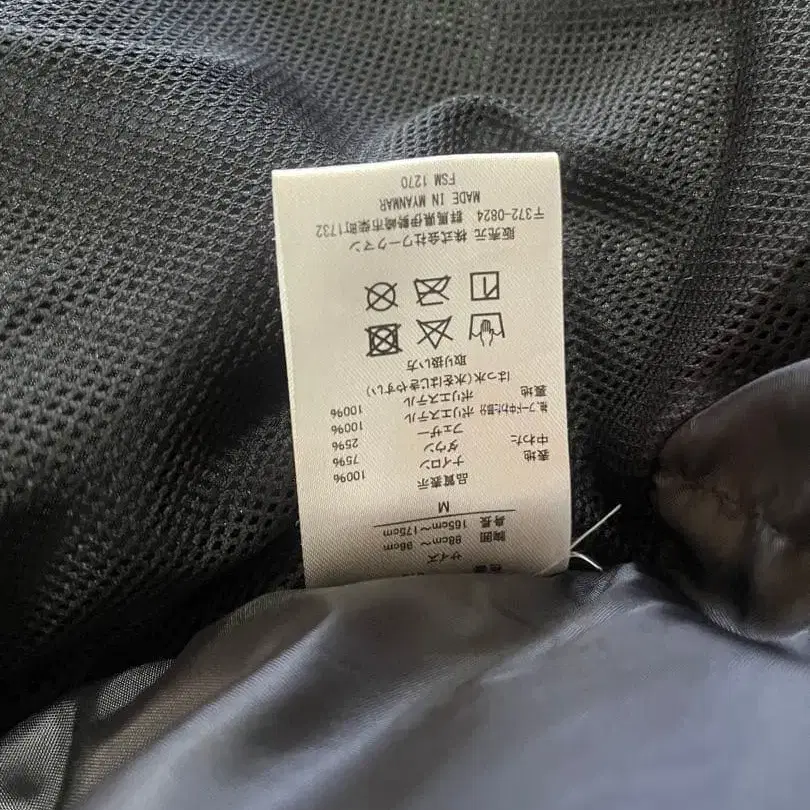 サイズ
胸囲 88cm～ 96cm
身長 165cm～175cm
M
品質表示
表地 ナイロン 100%
中わた ダウン 75%
フェザー 25%
フード中わた部分 ポリエステル 100%
裏地 ポリエステル 100%
はっ水(水をはじきやすい)
取り扱い方
販売元 株式会社ワークマン
〒372-0824 群馬県伊勢崎市柴町1732
MADE IN MYANMAR
FSM 1270